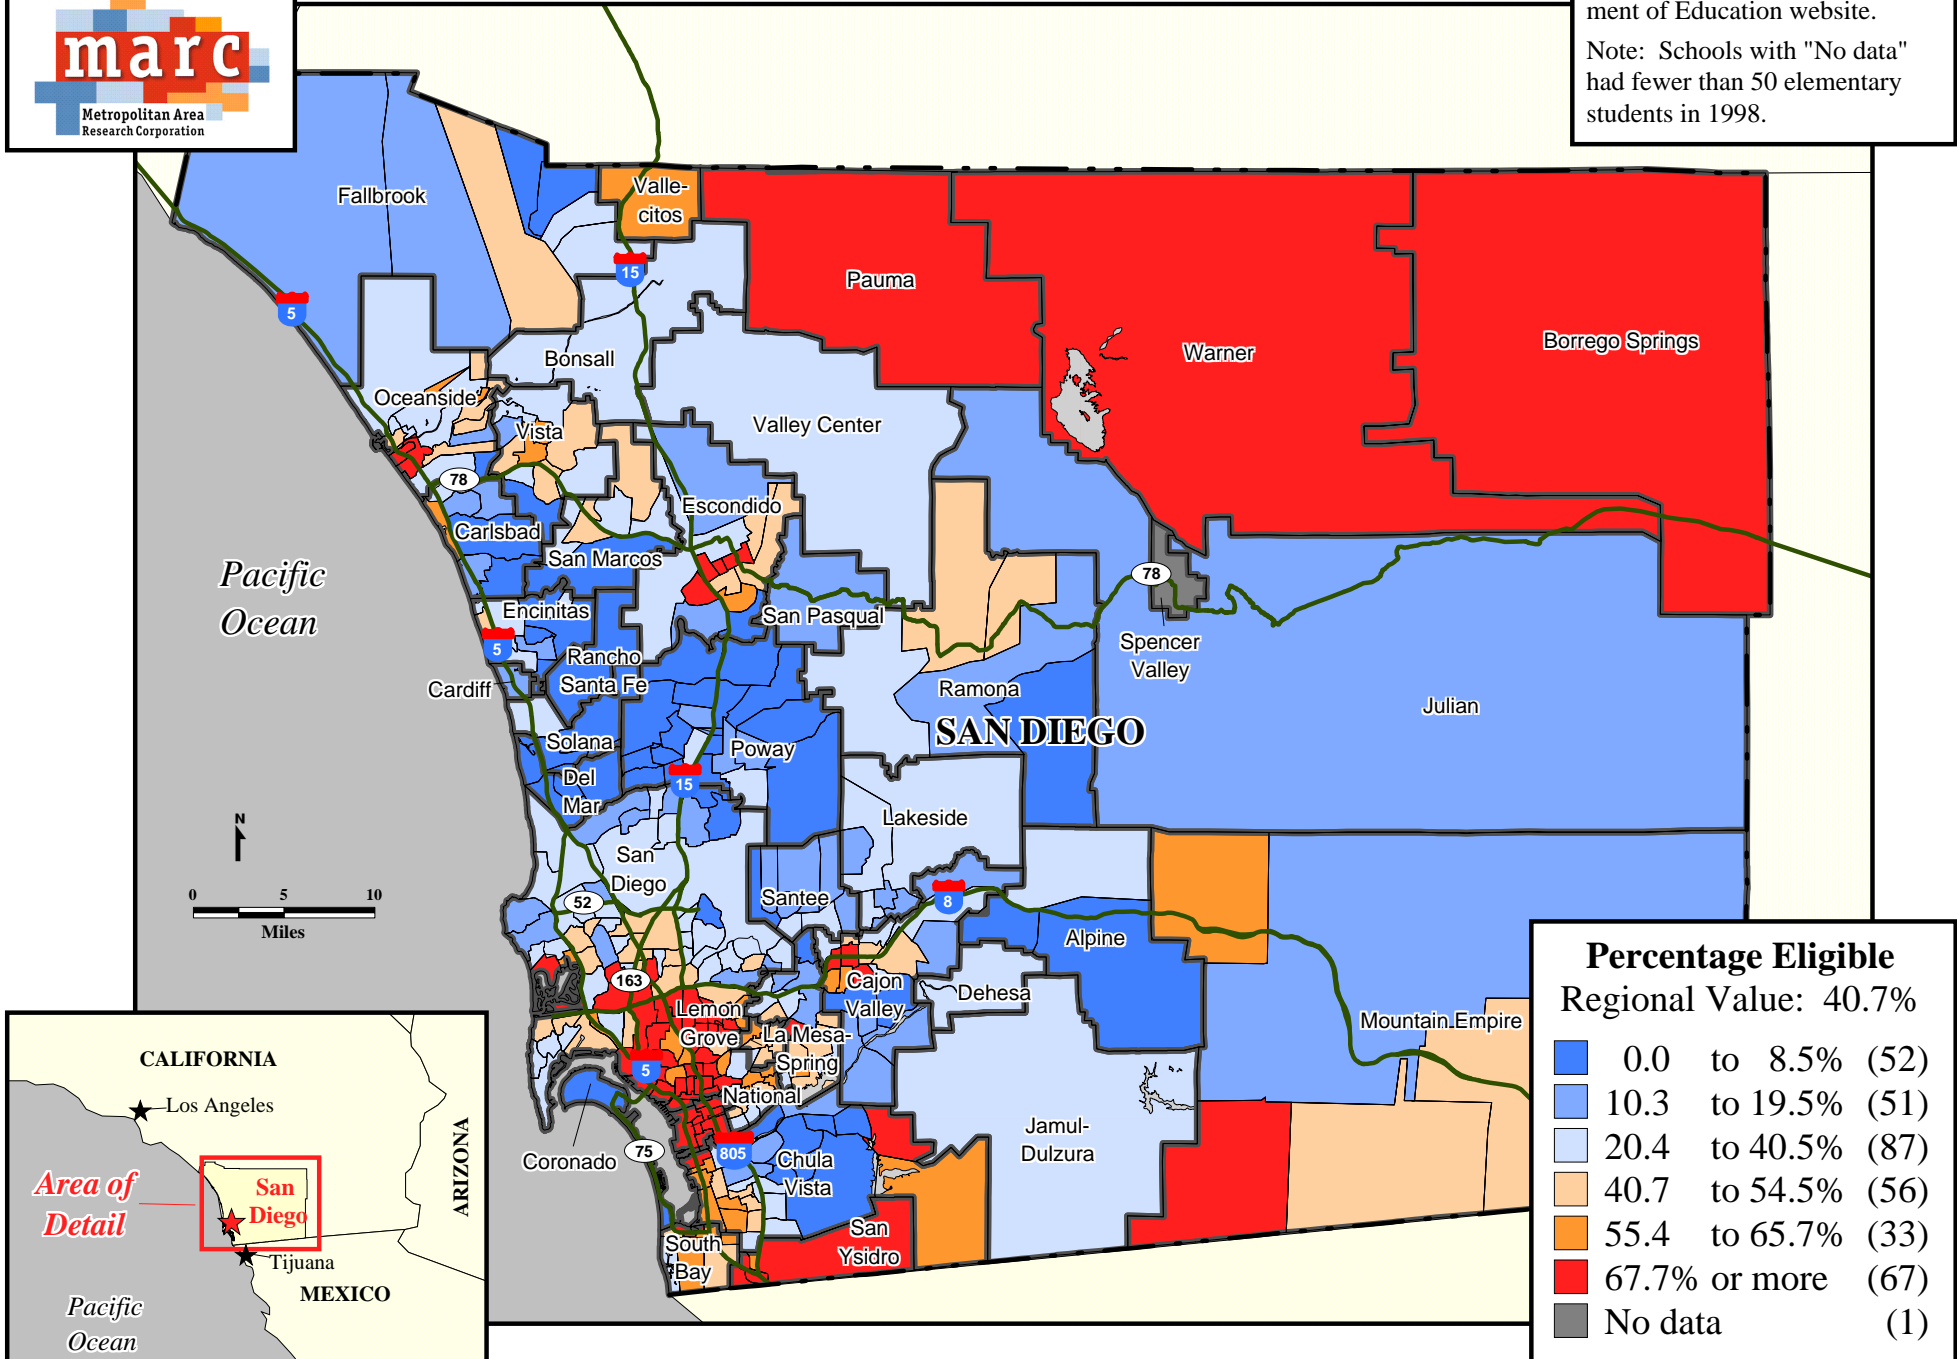 marc
Metropolitan Area
Research Corporation
ment of Education website.
Note: Schools with "No data"
had fewer than 50 elementary
students in 1998.
Fallbrook
Valle-
citos
15
5
Pauma
Warner
Borrego Springs
Bonsall
Oceanside
Vista
Valley Center
78
Escondido
Carlsbad
San Marcos
78
Pacific
Ocean
Encinitas
San Pasqual
5
Rancho
Santa Fe
Cardiff
Spencer
Valley
Ramona
Julian
SAN DIEGO
Solana
Poway
Del
Mar
15
Lakeside
N
San
Diego
Santee
52
8
0 5 10
Miles
Alpine
163
Cajon
Valley
Dehesa
Lemon
Grove
La Mesa-
Spring
Mountain Empire
5
National
Coronado
75
805
Chula
Vista
Jamul-
Dulzura
San
Ysidro
South
Bay
CALIFORNIA
Los Angeles
ARIZONA
Area of
Detail
San
Diego
Tijuana
MEXICO
Pacific
Ocean
Percentage Eligible
Regional Value: 40.7%
0.0 to 8.5% (52)
10.3 to 19.5% (51)
20.4 to 40.5% (87)
40.7 to 54.5% (56)
55.4 to 65.7% (33)
67.7% or more (67)
No data (1)